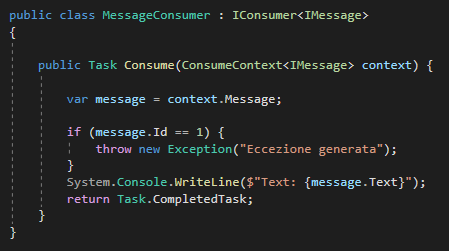 public class MessageConsumer : IConsumer<IMessage>
{
public Task Consume(ConsumeContext<IMessage> context) {
var message = context.Message;
if (message.Id == 1) {
throw new Exception("Eccezione generata");
}
System.Console.WriteLine($"Text: {message.Text}");
return Task.CompletedTask;
}
}